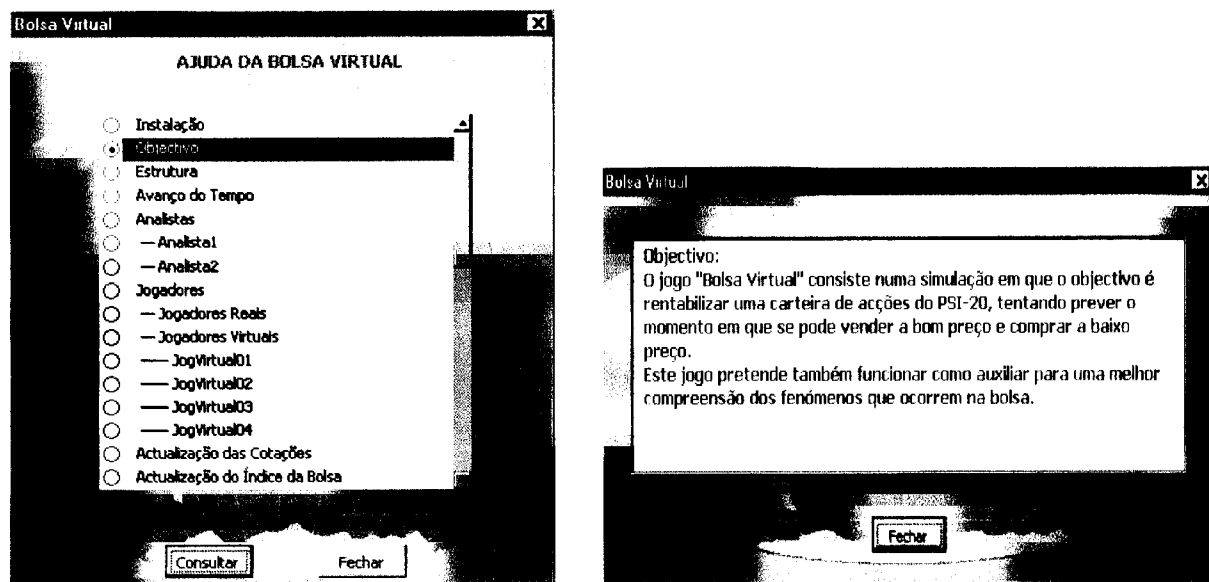 Bolsa Virtual
AJUDA DA BOLSA VIRTUAL
Instalação
Objectivo
Estrutura
Avanço do Tempo
Analistas
— Analista1
— Analista2
Jogadores
— Jogadores Reais
— Jogadores Virtuais
—— JogVirtual01
—— JogVirtual02
—— JogVirtual03
—— JogVirtual04
Actualização das Cotações
Actualização do Índice da Bolsa
Consultar
Fechar
Bolsa Virtual
Objectivo:
O jogo "Bolsa Virtual" consiste numa simulação em que o objectivo é
rentabilizar uma carteira de acções do PSI-20, tentando prever o
momento em que se pode vender a bom preço e comprar a baixo
preço.
Este jogo pretende também funcionar como auxiliar para uma melhor
compreensão dos fenómenos que ocorrem na bolsa.
Fechar